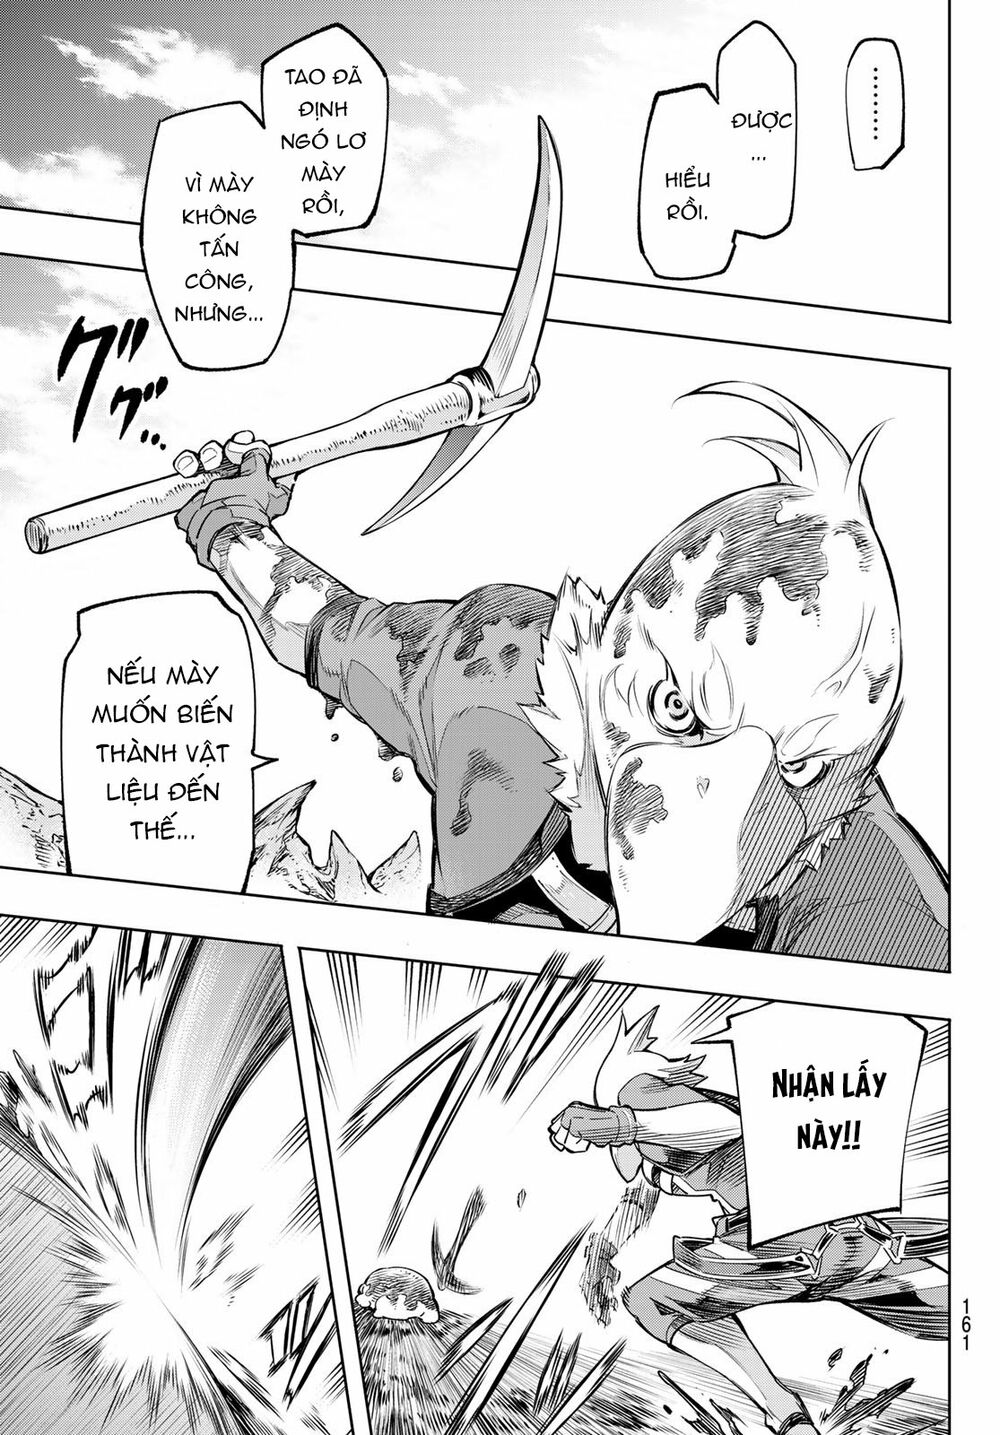 .........
ĐƯỢC
...
HIỂU
RỒI.
TAO ĐÃ
ĐỊNH
NGÓ LƠ
MÀY
RỒI,
VÌ MÀY
KHÔNG
TẤN
CÔNG,
NHƯNG...
ググ...
NẾU MÀY
MUỐN BIẾN
THÀNH VẬT
LIỆU ĐẾN
THẾ...
NHẬN LẤY
NÀY!!
161